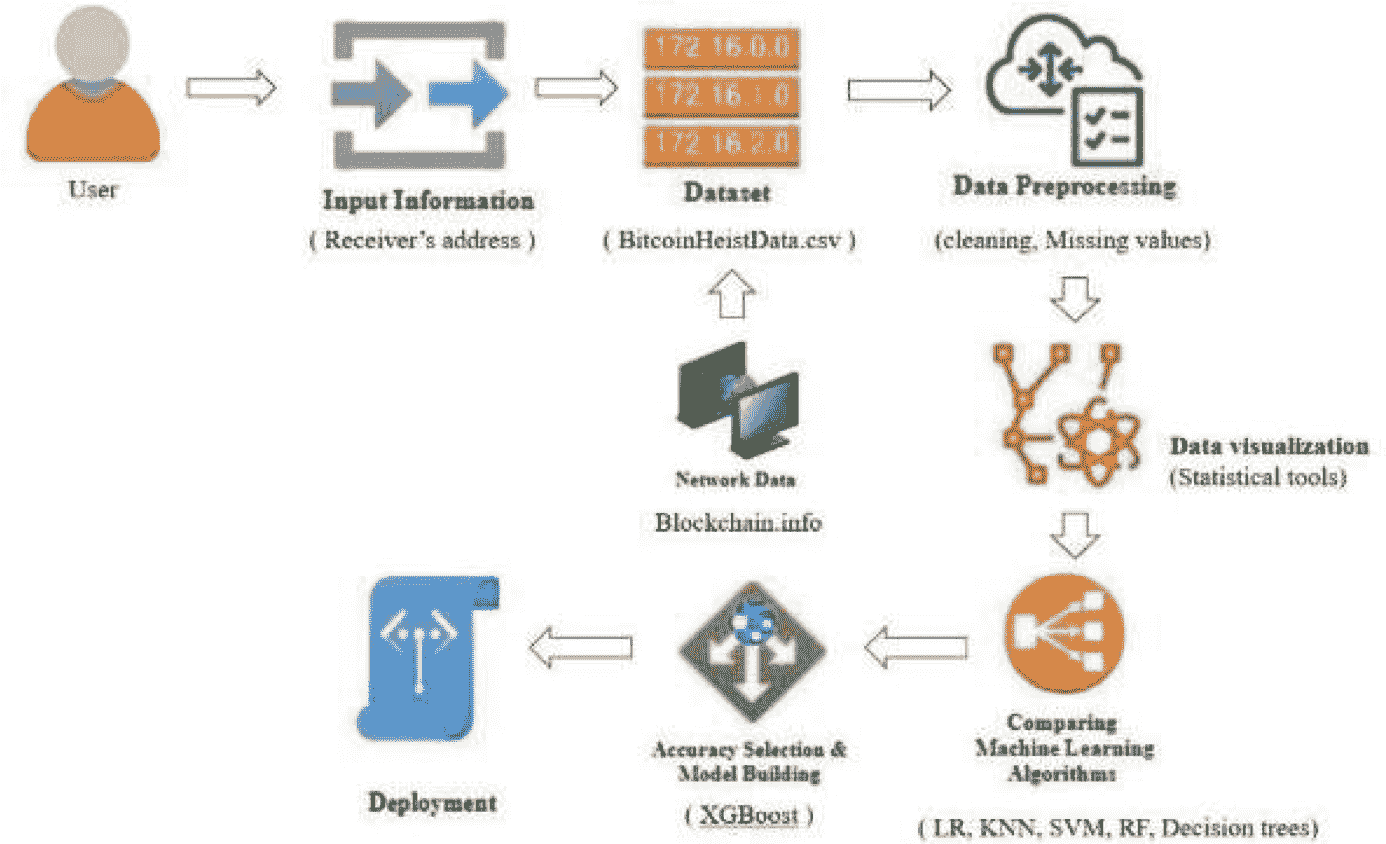 172.16.0.0
172.16.1.0
172.16.2.0
User
Input Information
( Receiver's address )
Dataset
( BitcoinHeistData.csv )
Data Preprocessing
(cleaning, Missing values)
Network Data
Blockchain.info
Data visualization
(Statistical tools)
Deployment
Accuracy Selection &
Model Building
( XGBoost )
Comparing
Machine Learning
Algorithms
( LR, KNN, SVM, RF, Decision trees)